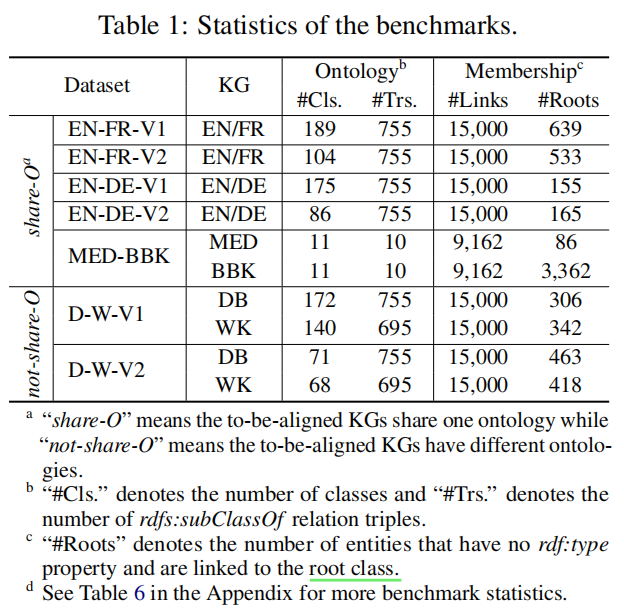 Table 1: Statistics of the benchmarks.
Dataset KG Ontologyᵇ Membershipᶜ
#Cls. #Trs. #Links #Roots
share-Oᵃ
EN-FR-V1 EN/FR 189 755 15,000 639
EN-FR-V2 EN/FR 104 755 15,000 533
EN-DE-V1 EN/DE 175 755 15,000 155
EN-DE-V2 EN/DE 86 755 15,000 165
MED-BBK MED 11 10 9,162 86
BBK 11 10 9,162 3,362
not-share-O
D-W-V1 DB 172 755 15,000 306
WK 140 695 15,000 342
D-W-V2 DB 71 755 15,000 463
WK 68 695 15,000 418
ᵃ “share-O” means the to-be-aligned KGs share one ontology while
“not-share-O” means the to-be-aligned KGs have different ontolo-
gies.
ᵇ “#Cls.” denotes the number of classes and “#Trs.” denotes the
number of rdfs:subClassOf relation triples.
ᶜ “#Roots” denotes the number of entities that have no rdf:type
property and are linked to the root class.
ᵈ See Table 6 in the Appendix for more benchmark statistics.